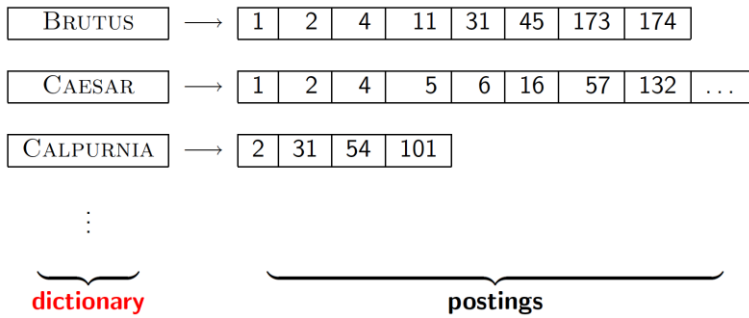 BRUTUS ⟶ 1 2 4 11 31 45 173 174
CAESAR ⟶ 1 2 4 5 6 16 57 132 ...
CALPURNIA ⟶ 2 31 54 101
⋮
dictionary postings